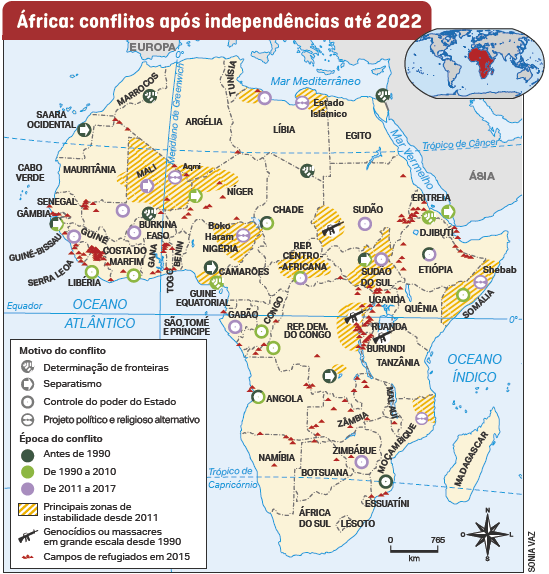 África: conflitos após independências até 2022
EUROPA
Mar Mediterrâneo
Meridiano de Greenwich
TUNÍSIA
MARROCOS
Estado
Islâmico
ARGÉLIA
LÍBIA
EGITO
SAARA
OCIDENTAL
Trópico de Câncer
Mar Vermelho
ÁSIA
CABO
VERDE
MAURITÂNIA
MALI
Aqmi
NÍGER
CHADE
SUDÃO
ERITREIA
SENEGAL
GÂMBIA
DJIBUTI
GUINÉ-BISSAU
GUINÉ
BURKINA
FASO
Boko
Haram
NIGÉRIA
SERRA LEOA
COSTA DO
MARFIM
GANA
TOGO
BENIN
REP.
CENTRO-
AFRICANA
SUDÃO
DO SUL
ETIÓPIA
Shebab
LIBÉRIA
CAMARÕES
GUINÉ
EQUATORIAL
SOMÁLIA
UGANDA
QUÊNIA
Equador
0°
OCEANO
ATLÂNTICO
SÃO TOMÉ
E PRÍNCIPE
GABÃO
CONGO
REP. DEM.
DO CONGO
RUANDA
BURUNDI
TANZÂNIA
OCEANO
ÍNDICO
ANGOLA
ZÂMBIA
MALAUÍ
MOÇAMBIQUE
MADAGASCAR
NAMÍBIA
ZIMBÁBUE
BOTSUANA
Trópico de
Capricórnio
ESSUATÍNI
ÁFRICA
DO SUL
LESOTO
Motivo do conflito
Determinação de fronteiras
Separatismo
Controle do poder do Estado
Projeto político e religioso alternativo
Época do conflito
Antes de 1990
De 1990 a 2010
De 2011 a 2017
Principais zonas de
instabilidade desde 2011
Genocídios ou massacres
em grande escala desde 1990
Campos de refugiados em 2015
0 765
km
SONIA VAZ